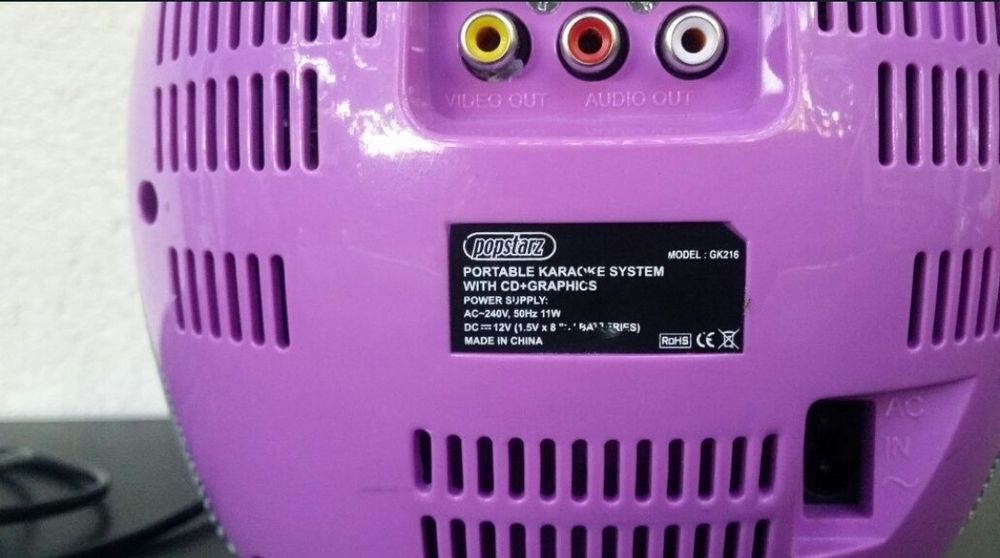 VIDEO OUT AUDIO OUT
popstarz
MODEL : GK216
PORTABLE KARAOKE SYSTEM
WITH CD+GRAPHICS
POWER SUPPLY:
AC~240V, 50Hz 11W
DC⎓12V (1.5V x 8 BATTERIES)
MADE IN CHINA
RoHS CE
AC
IN
~